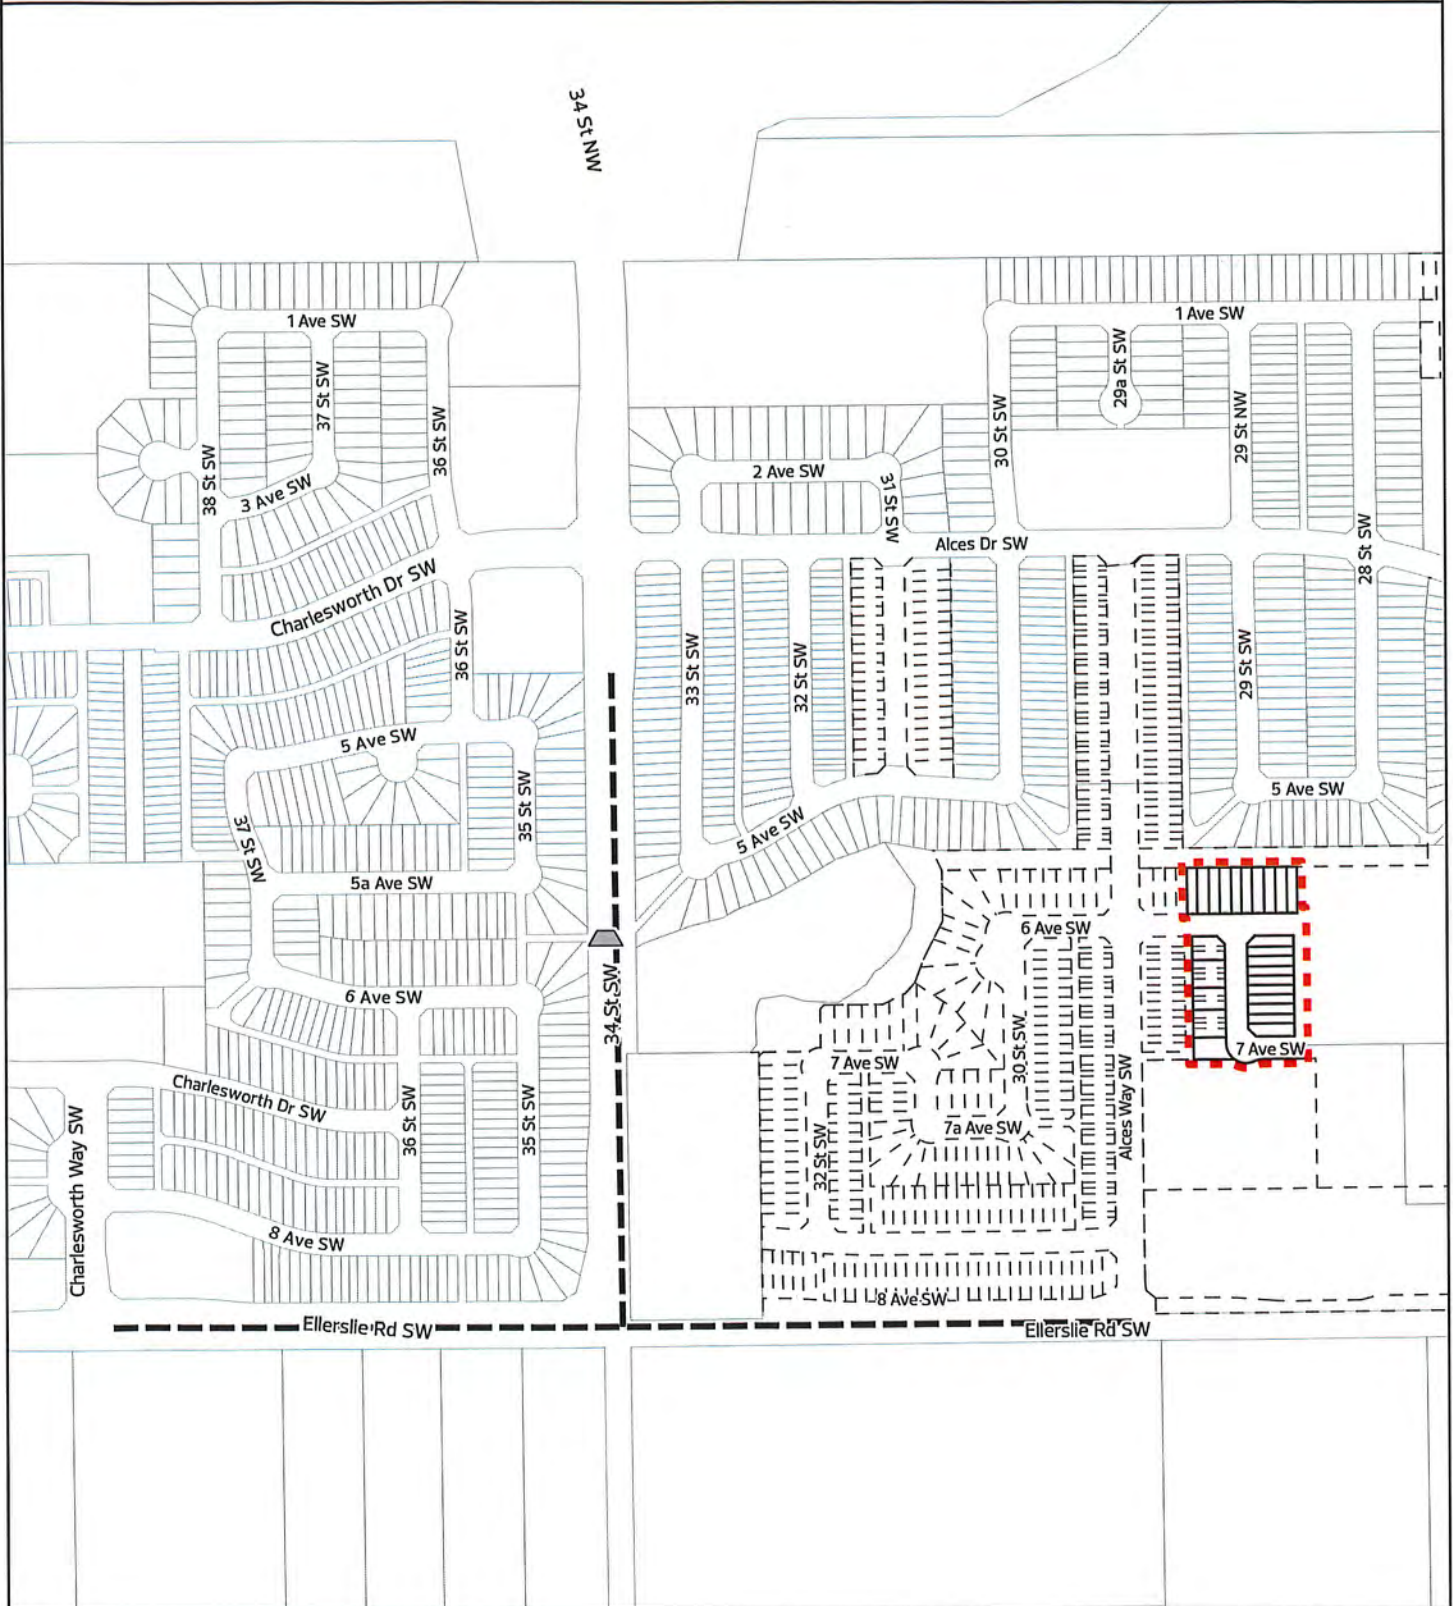 34 St NW
1 Ave SW
1 Ave SW
37 St SW
29a St SW
36 St SW
30 St SW
29 St NW
38 St SW
3 Ave SW
2 Ave SW
31 St SW
Alces Dr SW
28 St SW
Charlesworth Dr SW
36 St SW
33 St SW
32 St SW
29 St SW
5 Ave SW
35 St SW
5 Ave SW
5 Ave SW
37 St SW
5a Ave SW
6 Ave SW
6 Ave SW
34 St SW
30 St SW
7 Ave SW
7 Ave SW
Charlesworth Dr SW
36 St SW
35 St SW
7a Ave SW
Alces Way SW
Charlesworth Way SW
32 St SW
8 Ave SW
8 Ave SW
Ellerslie Rd SW
Ellerslie Rd SW